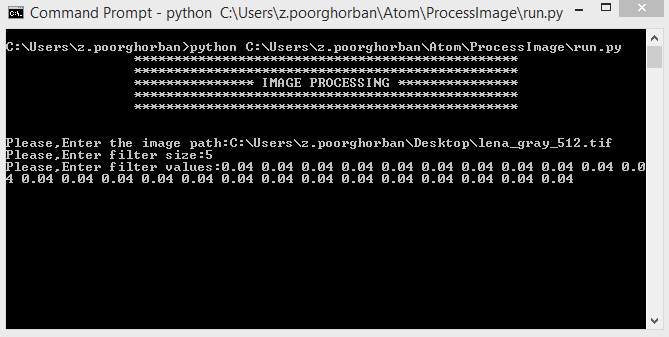 Command Prompt - python C:\Users\z.poorghorban\Atom\ProcessImage\run.py
C:\Users\z.poorghorban>python C:\Users\z.poorghorban\Atom\ProcessImage\run.py
************************************************
************************************************
*************** IMAGE PROCESSING ***************
************************************************
************************************************
Please,Enter the image path:C:\Users\z.poorghorban\Desktop\lena_gray_512.tif
Please,Enter filter size:5
Please,Enter filter values:0.04 0.04 0.04 0.04 0.04 0.04 0.04 0.04 0.04 0.04 0.0
4 0.04 0.04 0.04 0.04 0.04 0.04 0.04 0.04 0.04 0.04 0.04 0.04 0.04 0.04